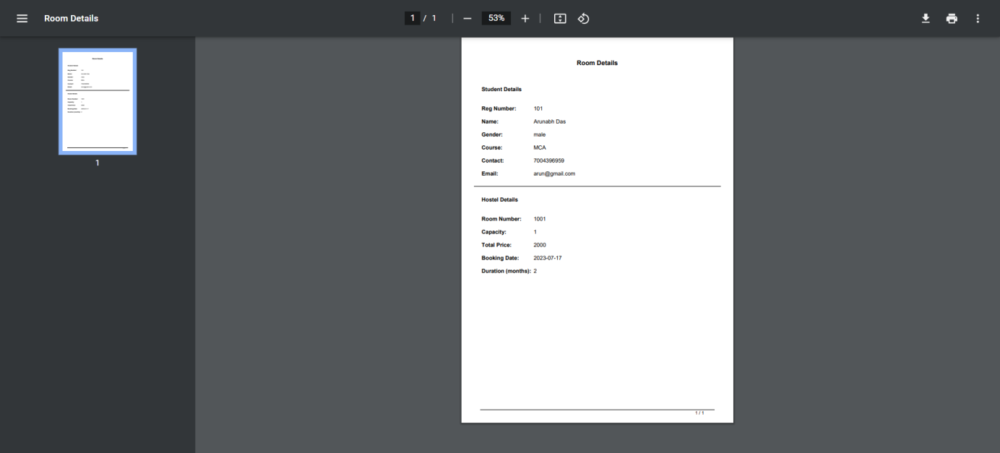 Room Details
1 / 1
53%
1
Room Details
Student Details
Reg Number: 101
Name: Arunabh Das
Gender: male
Course: MCA
Contact: 7004396959
Email: arun@gmail.com
Hostel Details
Room Number: 1001
Capacity: 1
Total Price: 2000
Booking Date: 2023-07-17
Duration (months): 2
1 / 1